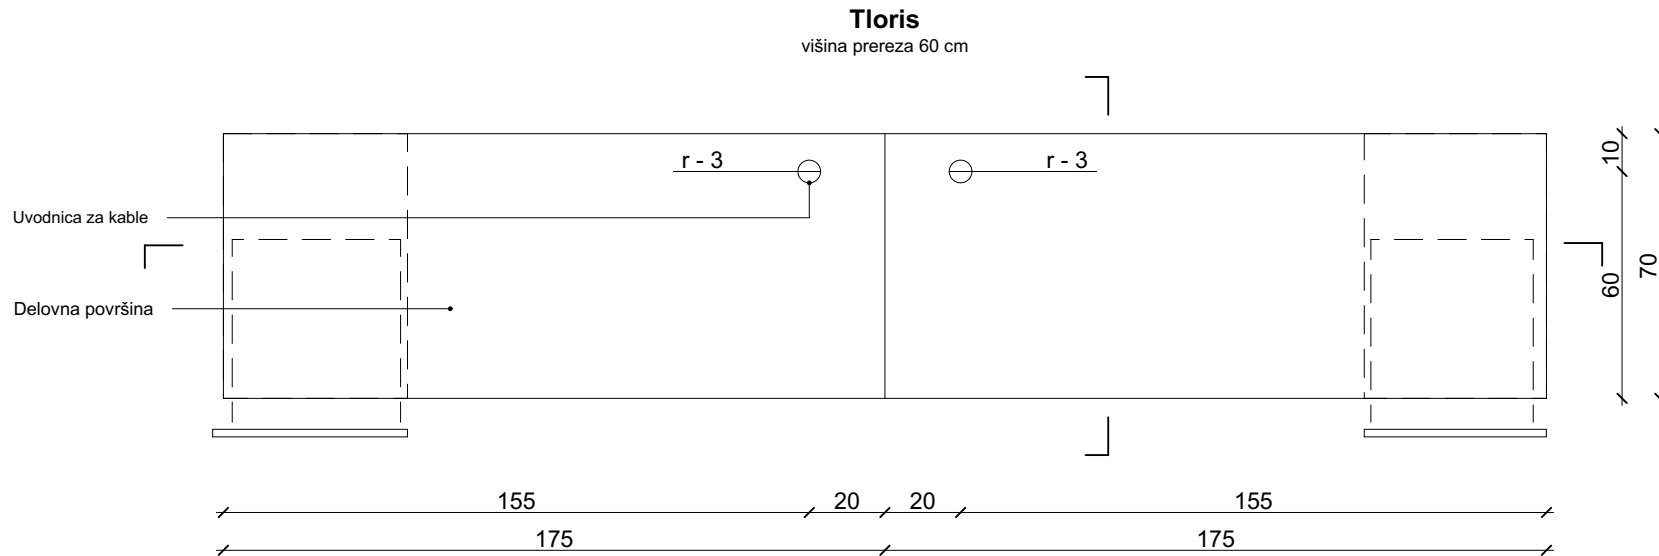 Tloris
višina prereza 60 cm
r - 3
r - 3
10
Uvodnica za kable
60
70
Delovna površina
155
20
20
155
175
175